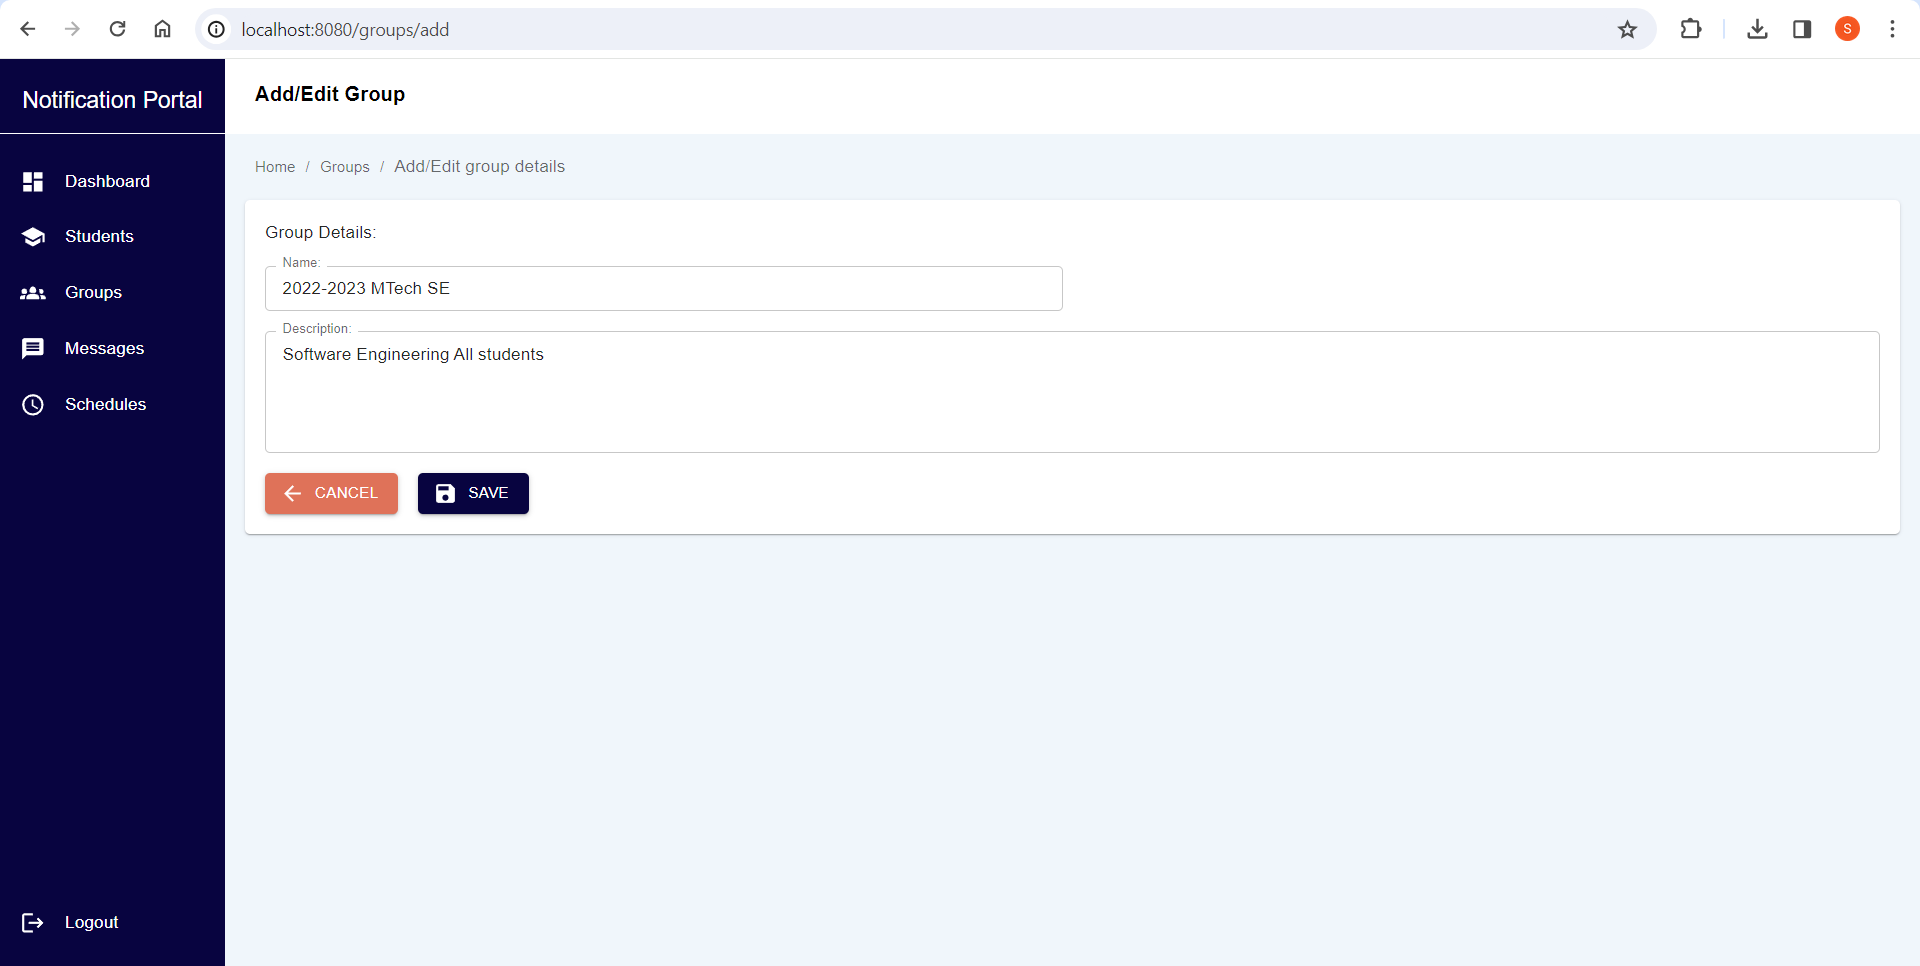 localhost:8080/groups/add
S
Notification Portal
Add/Edit Group
Home / Groups / Add/Edit group details
Dashboard
Students
Groups
Messages
Schedules
Logout
Group Details:
Name:
2022-2023 MTech SE
Description:
Software Engineering All students
CANCEL
SAVE